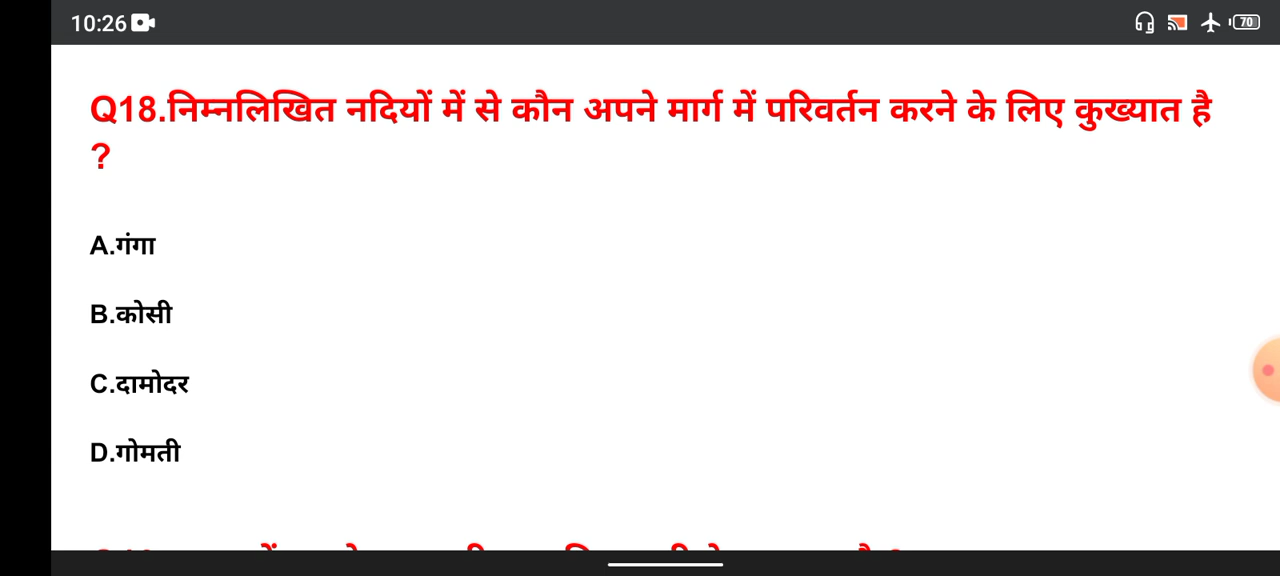 10:26
70
Q18.निम्नलिखित नदियों में से कौन अपने मार्ग में परिवर्तन करने के लिए कुख्यात है
?
A.गंगा
B.कोसी
C.दामोदर
D.गोमती